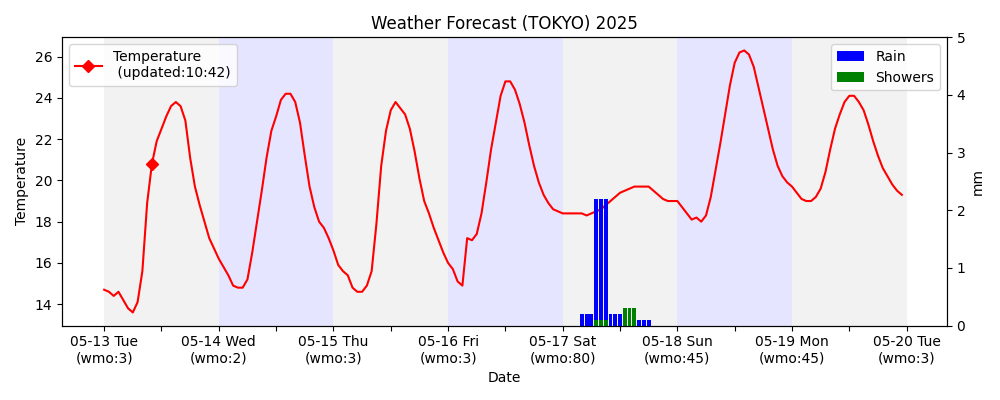 Weather Forecast (TOKYO) 2025
Temperature
(updated:10:42)
Rain
Showers
26
24
22
20
18
16
14
Temperature
5
4
3
2
1
0
mm
05-13 Tue 05-14 Wed 05-15 Thu 05-16 Fri 05-17 Sat 05-18 Sun 05-19 Mon 05-20 Tue
(wmo:3) (wmo:2) (wmo:3) (wmo:3) (wmo:80) (wmo:45) (wmo:45) (wmo:3)
Date